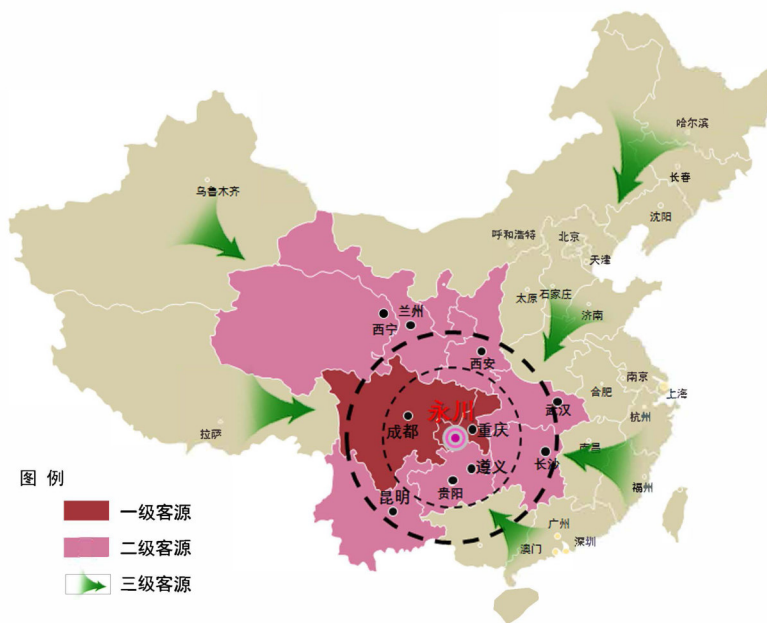 哈尔滨
长春
乌鲁木齐
沈阳
呼和浩特
北京
天津
太原
石家庄
兰州
济南
西宁
西安
南京
合肥
上海
永川
武汉
杭州
成都
重庆
拉萨
南昌
长沙
遵义
图 例
贵阳
福州
昆明
一级客源
广州
二级客源
澳门
深圳
三级客源